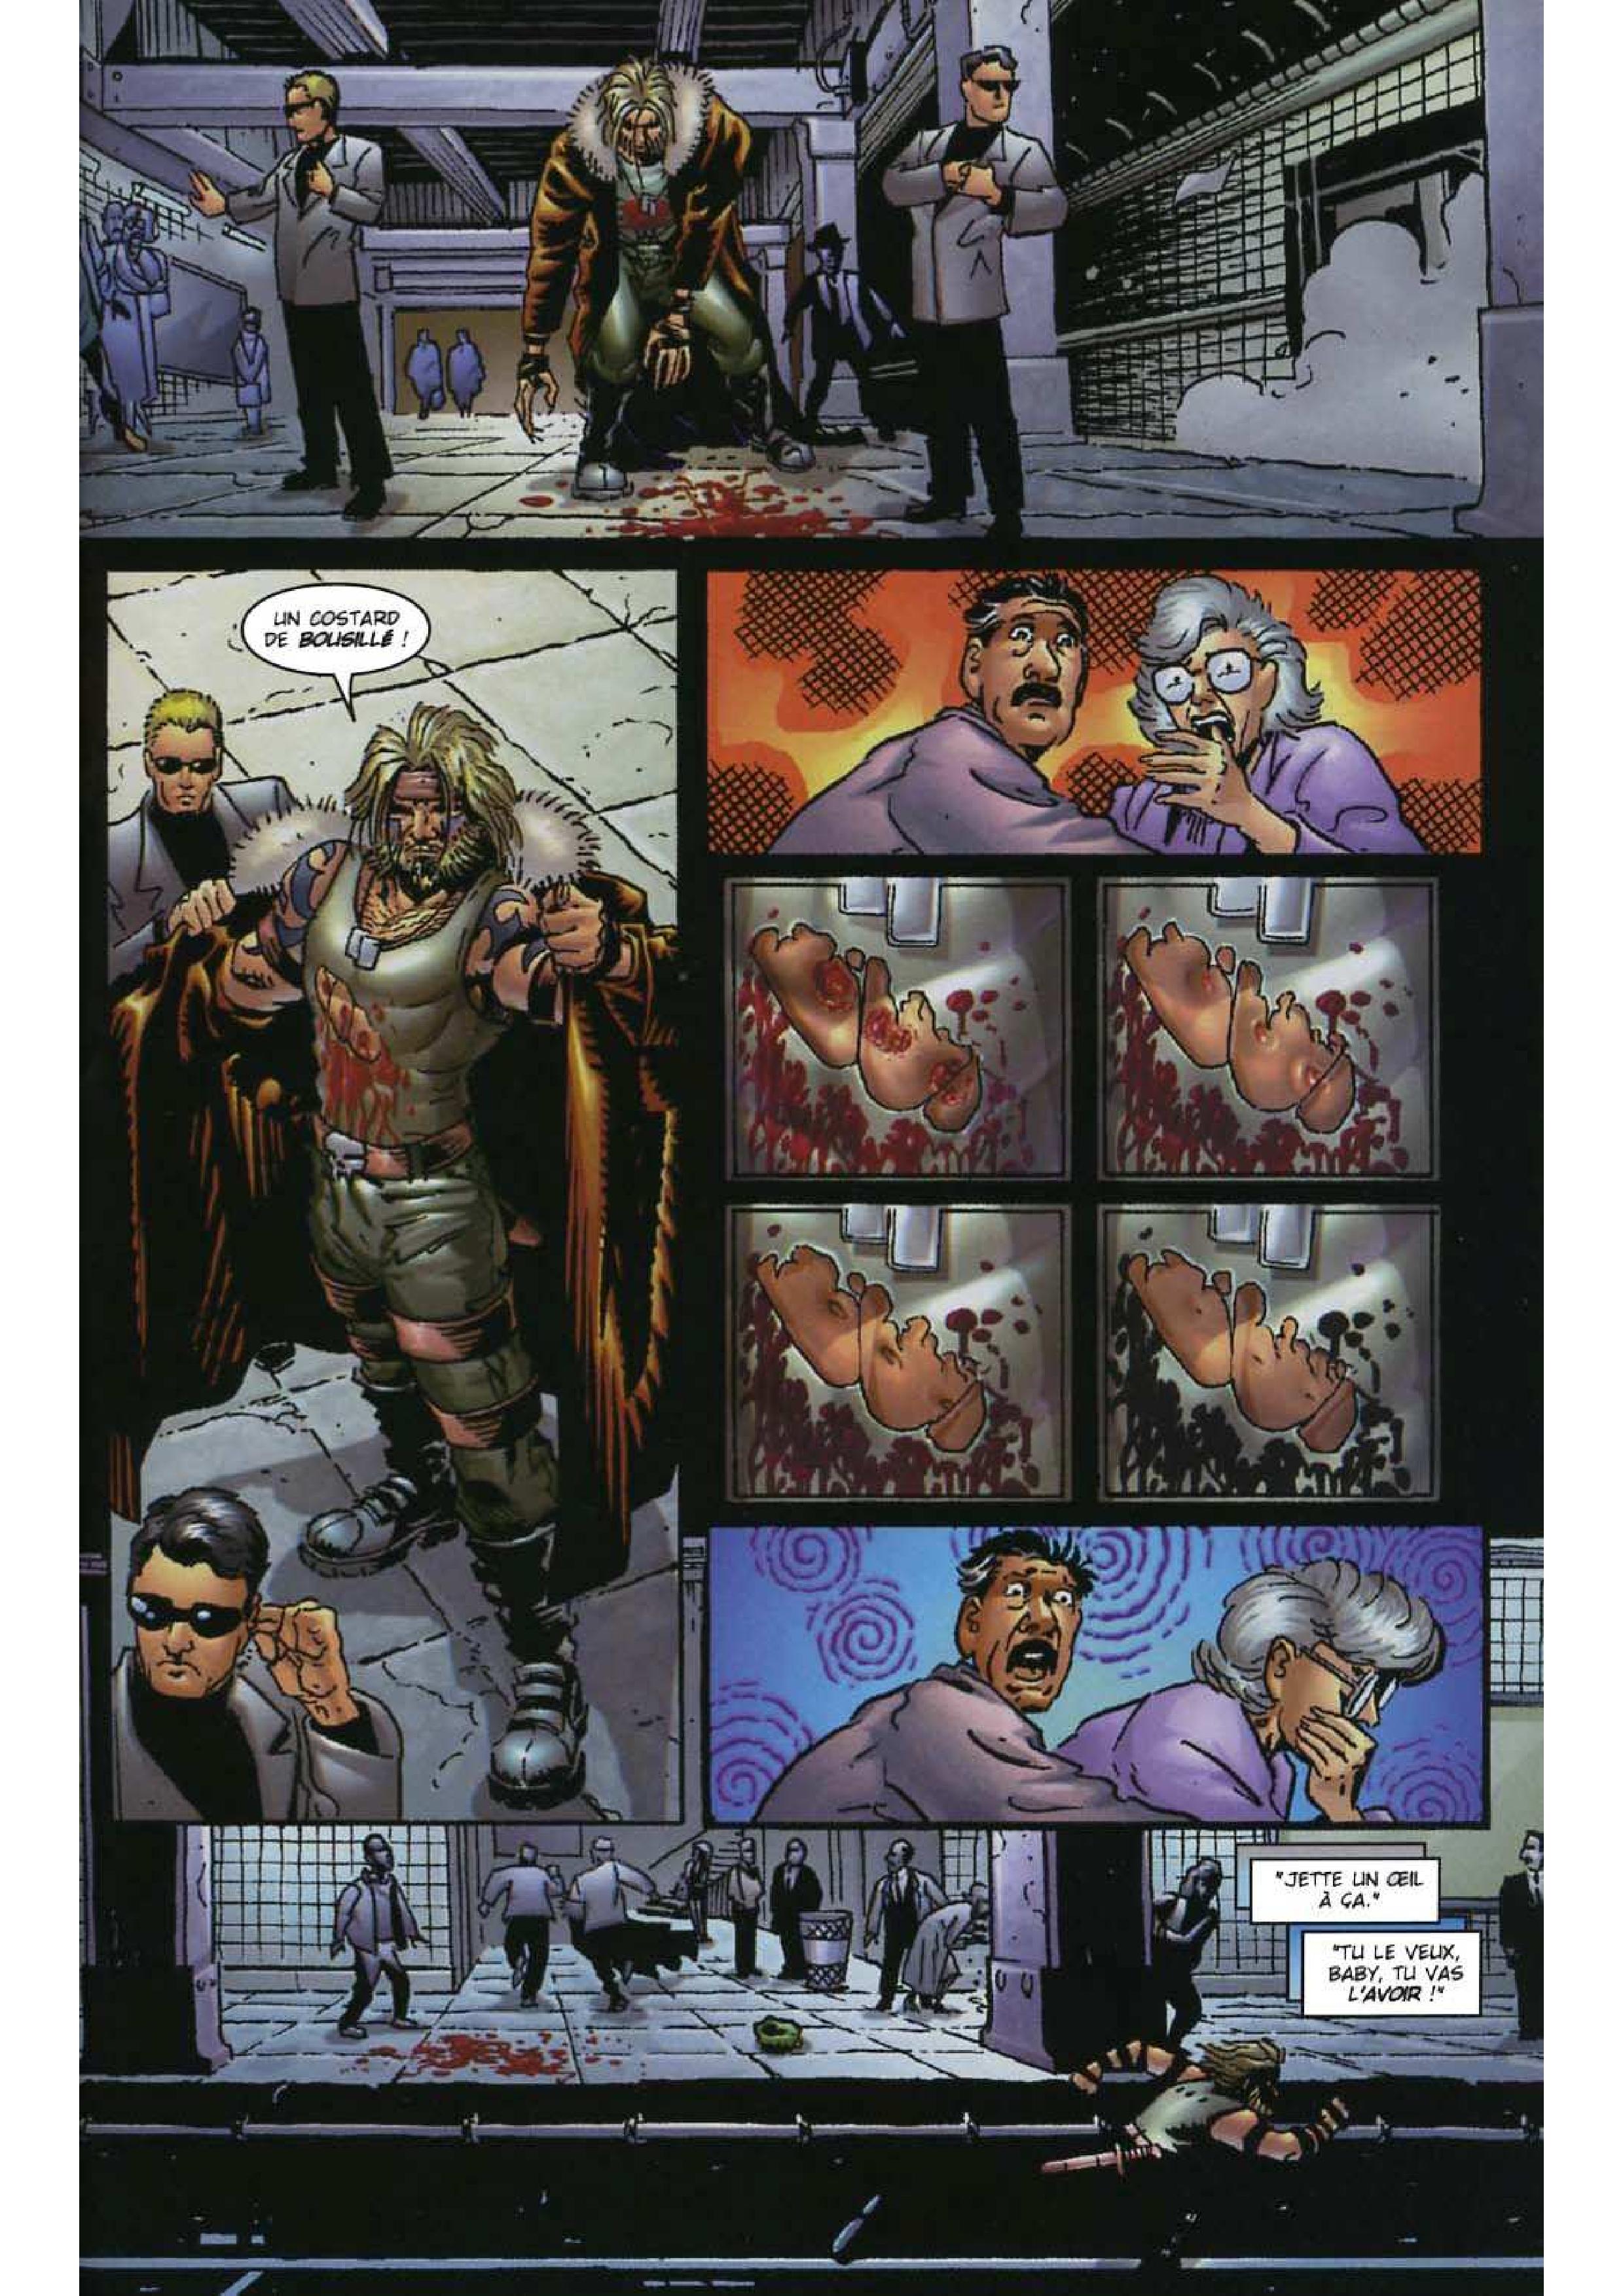 UN COSTARD
DE BOUSILLÉ !
"JETTE UN ŒIL
À ÇA."
"TU LE VEUX,
BABY, TU VAS
L'AVOIR !"